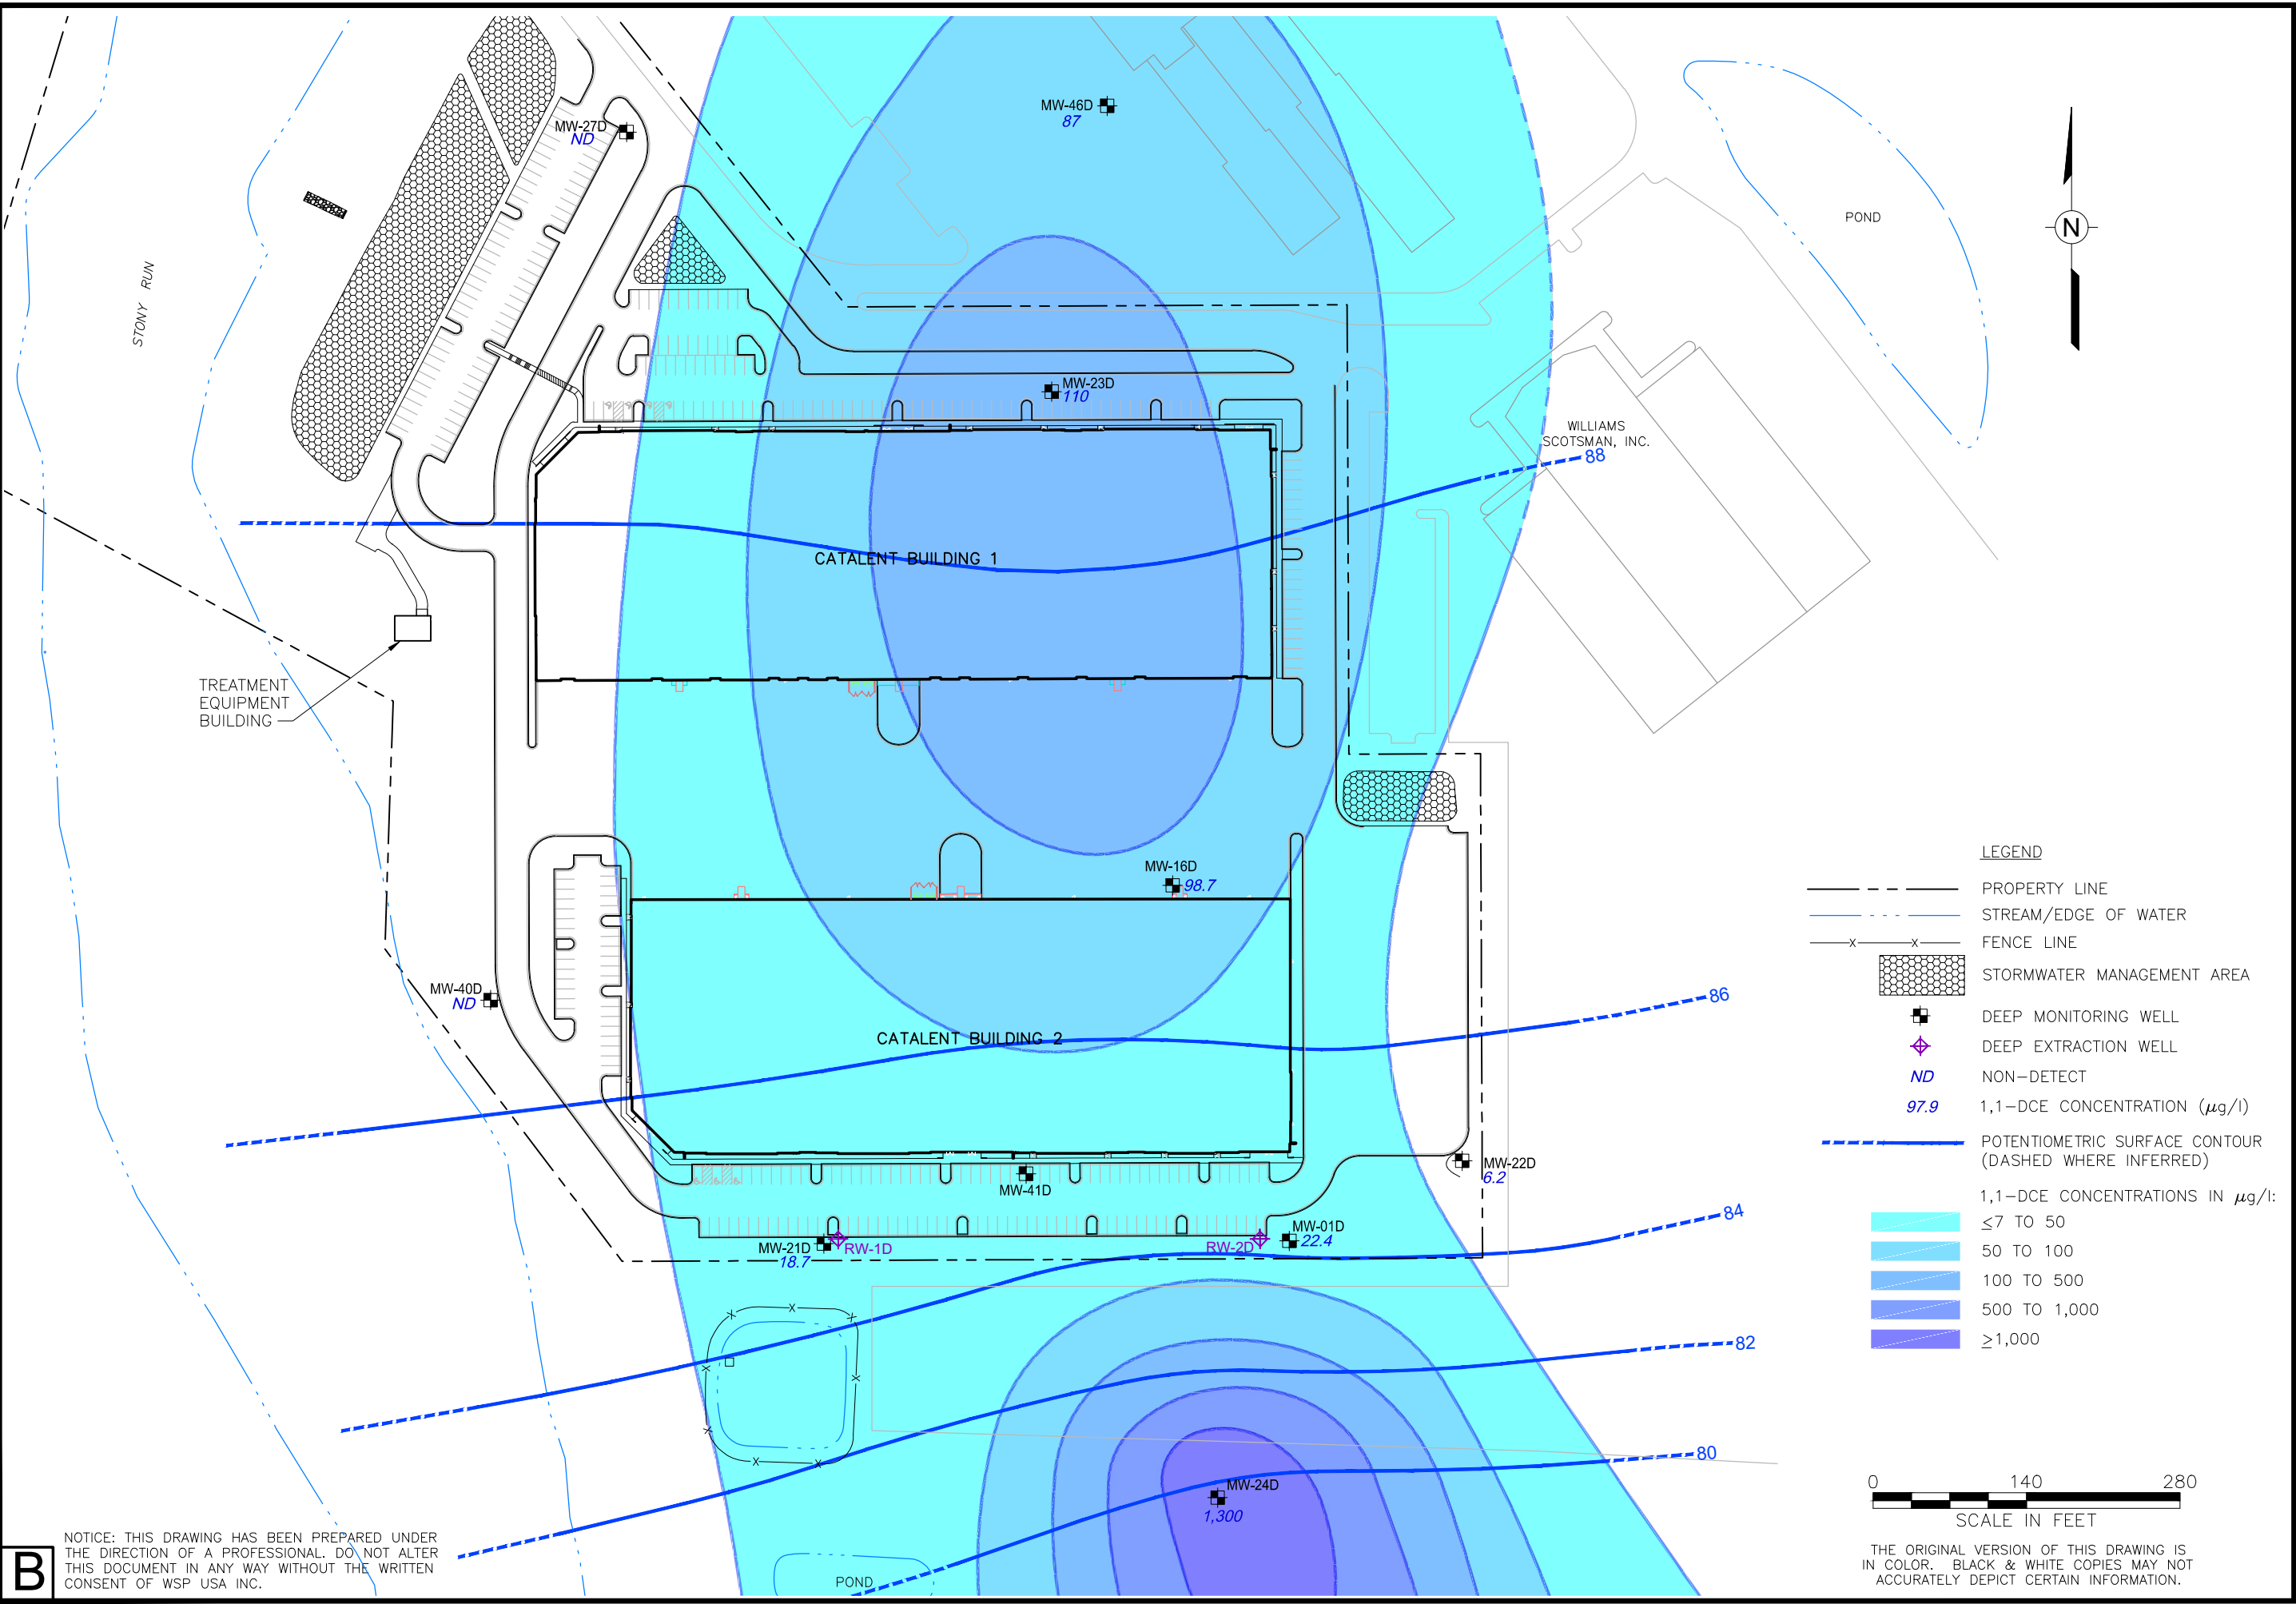 MW-46D
87
MW-27D
ND
POND
N
STONY RUN
MW-23D
110
WILLIAMS
SCOTSMAN, INC.
88
CATALENT BUILDING 1
TREATMENT
EQUIPMENT
BUILDING
MW-16D
98.7
MW-40D
ND
86
CATALENT BUILDING 2
MW-41D
MW-22D
6.2
84
MW-21D
18.7
RW-1D
RW-2D
MW-01D
22.4
82
80
MW-24D
1,300
POND
X
X
X
X
X
X
X
X
LEGEND
PROPERTY LINE
STREAM/EDGE OF WATER
X X FENCE LINE
STORMWATER MANAGEMENT AREA
DEEP MONITORING WELL
DEEP EXTRACTION WELL
ND NON-DETECT
97.9 1,1-DCE CONCENTRATION (μg/l)
POTENTIOMETRIC SURFACE CONTOUR
(DASHED WHERE INFERRED)
1,1-DCE CONCENTRATIONS IN μg/l:
≤7 TO 50
50 TO 100
100 TO 500
500 TO 1,000
≥1,000
0 140 280
SCALE IN FEET
THE ORIGINAL VERSION OF THIS DRAWING IS
IN COLOR. BLACK & WHITE COPIES MAY NOT
ACCURATELY DEPICT CERTAIN INFORMATION.
B
NOTICE: THIS DRAWING HAS BEEN PREPARED UNDER
THE DIRECTION OF A PROFESSIONAL. DO NOT ALTER
THIS DOCUMENT IN ANY WAY WITHOUT THE WRITTEN
CONSENT OF WSP USA INC.